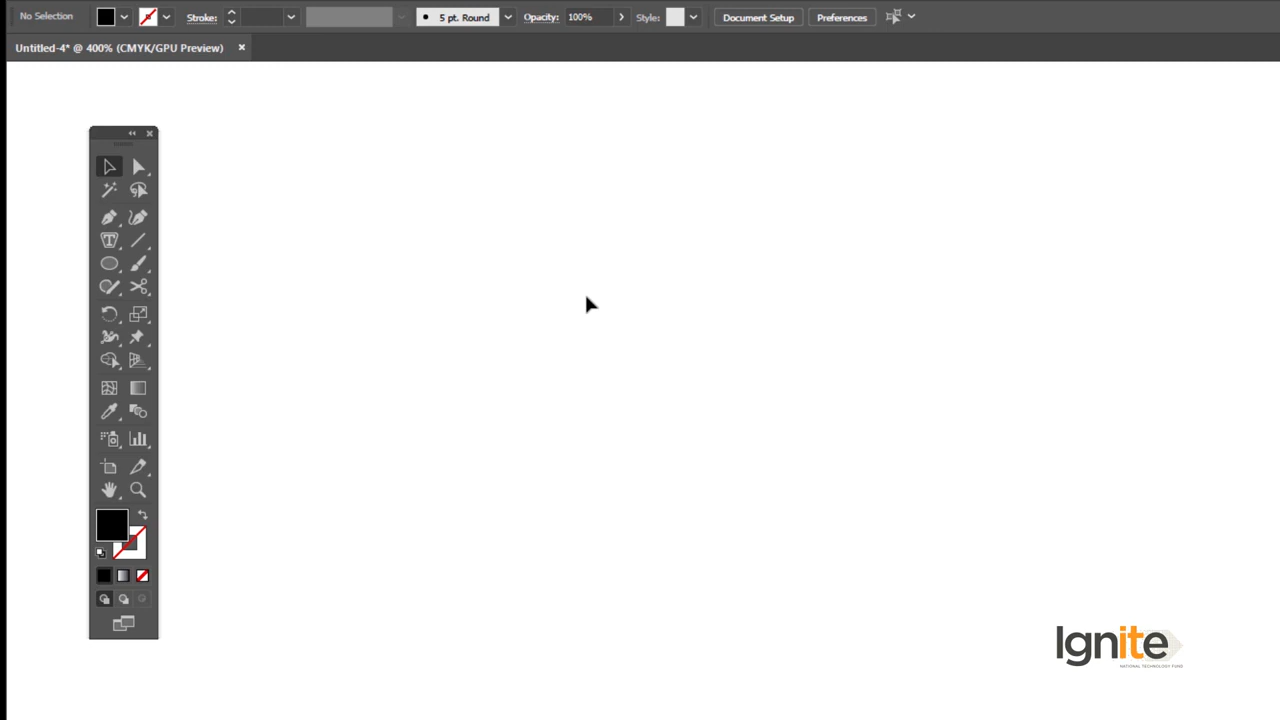 No Selection Stroke: 5 pt. Round Opacity: 100% Style: Document Setup Preferences
Untitled-4* @ 400% (CMYK/GPU Preview)
Ignite
NATIONAL TECHNOLOGY FUND